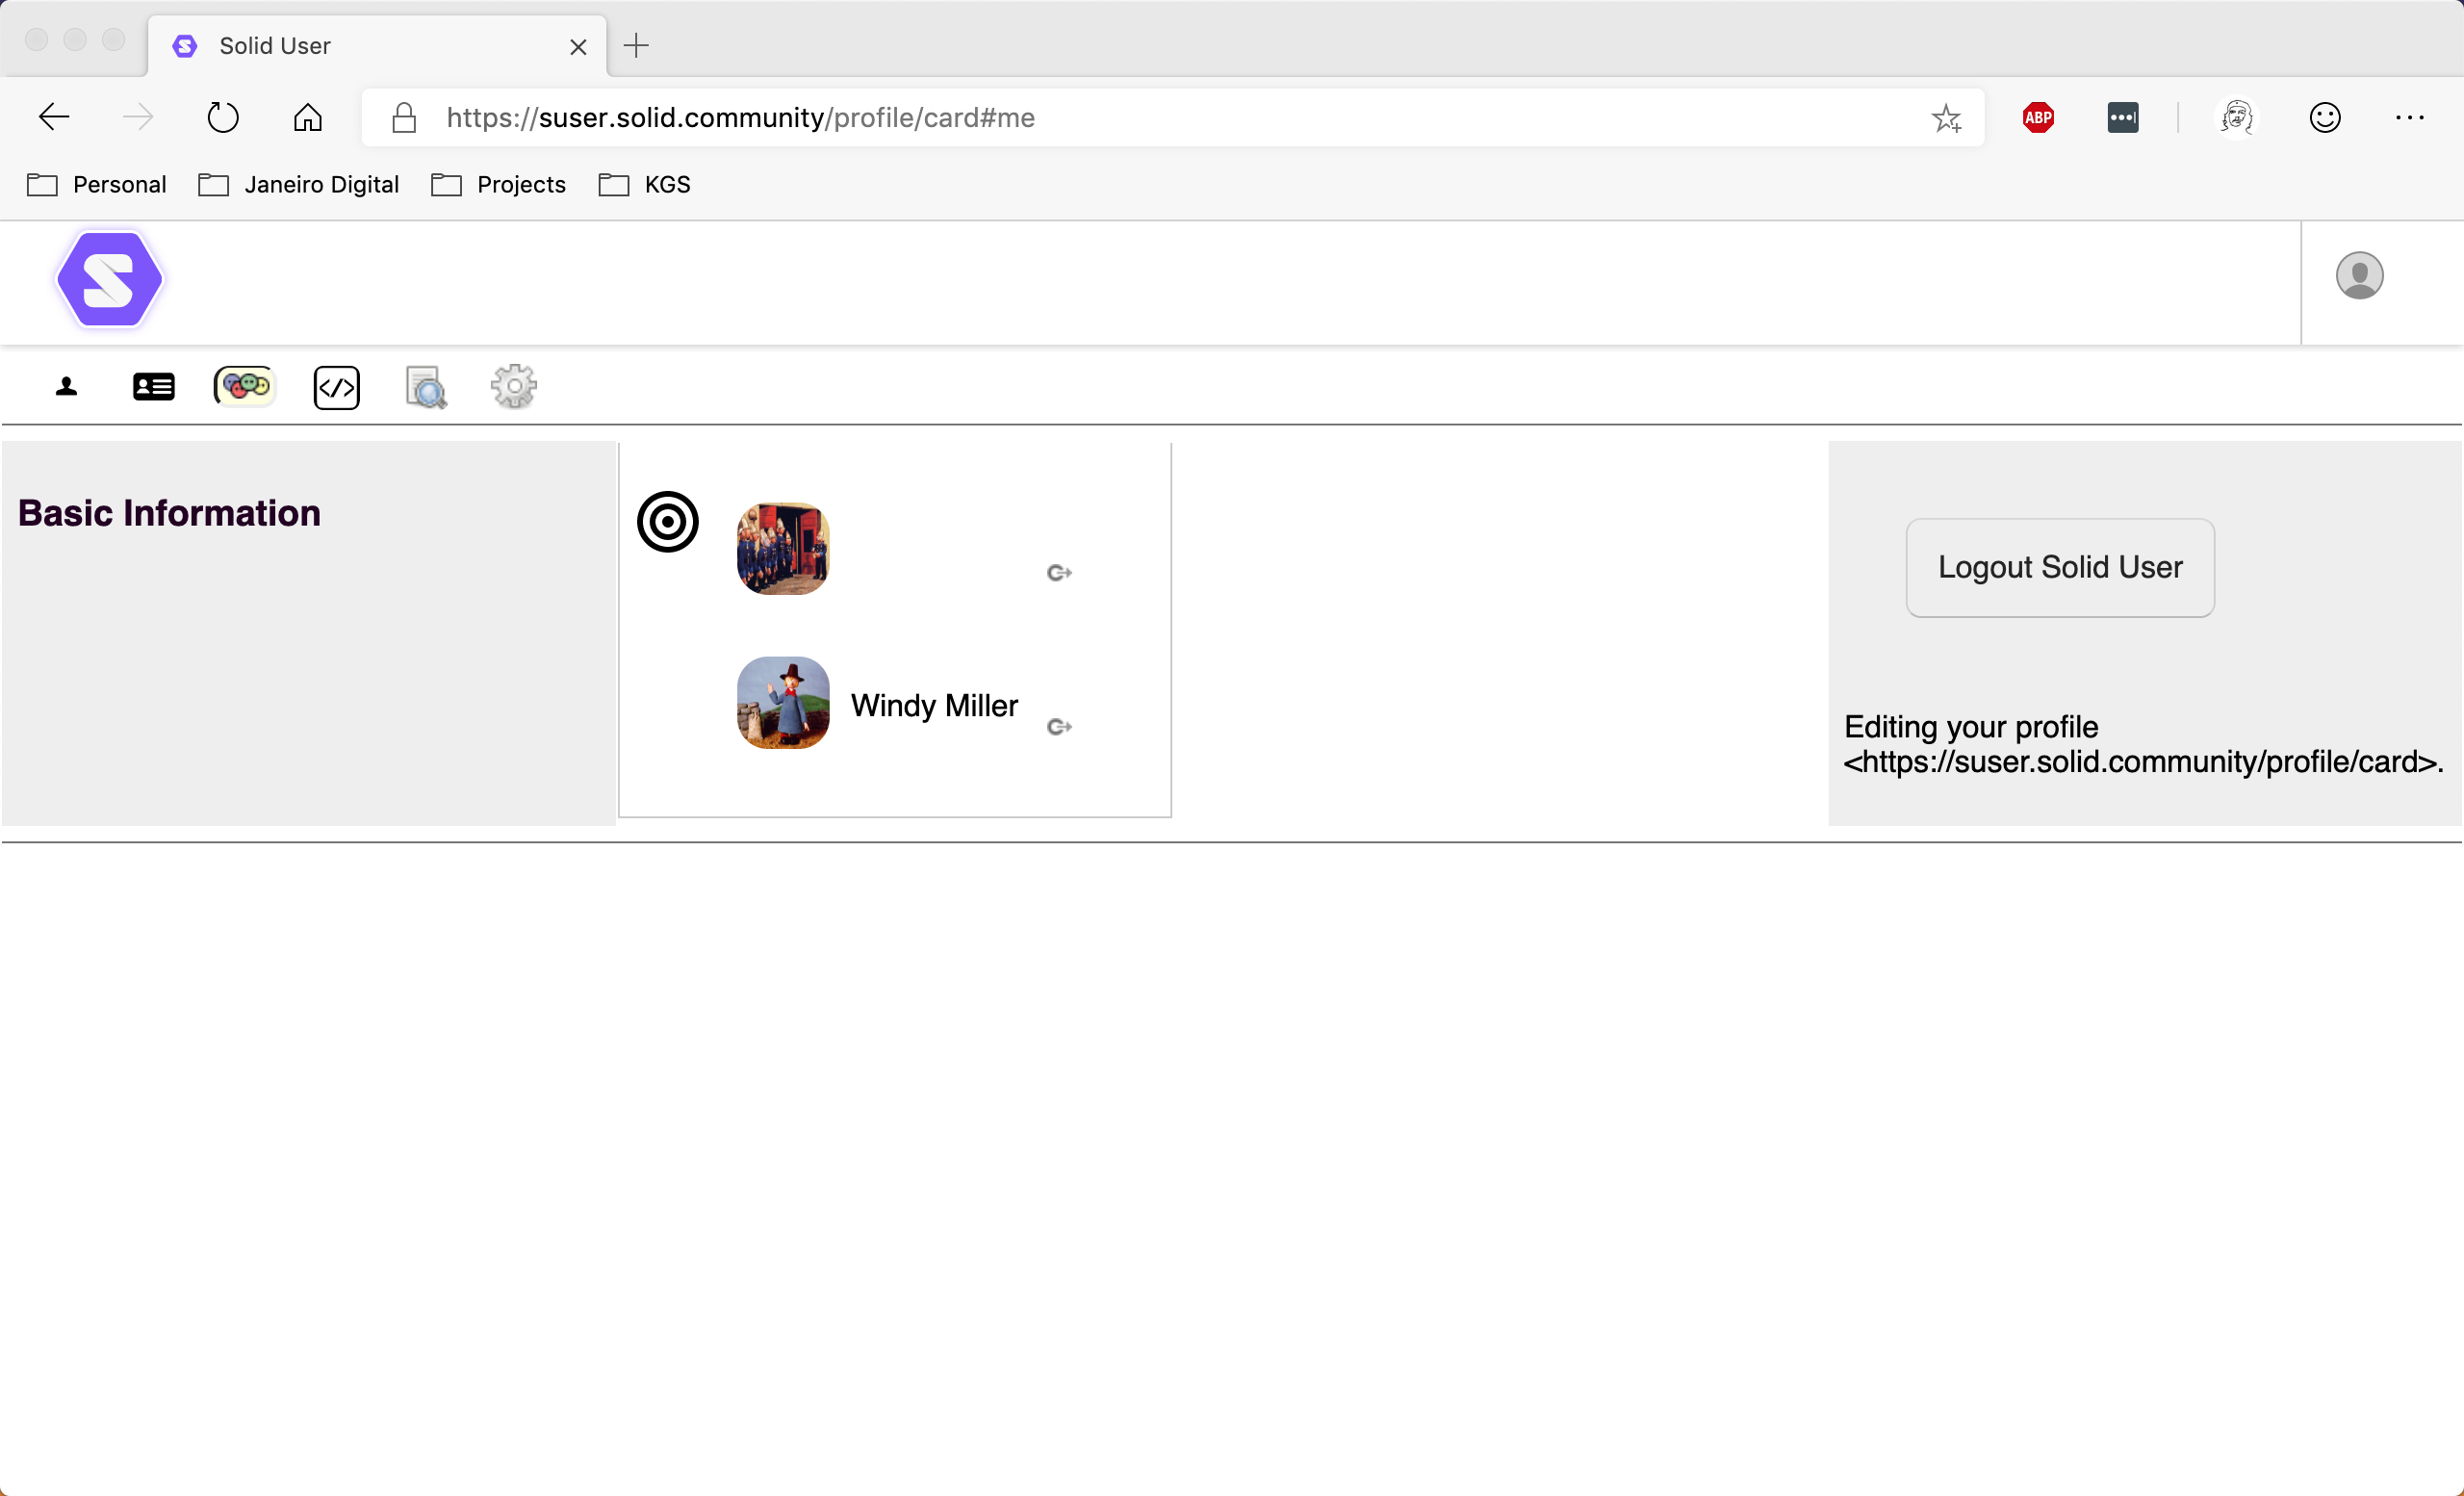 Solid User
https://suser.solid.community/profile/card#me
ABP
Personal
Janeiro Digital
Projects
KGS
S
</>
Basic Information
Windy Miller
Logout Solid User
Editing your profile
<https://suser.solid.community/profile/card>.